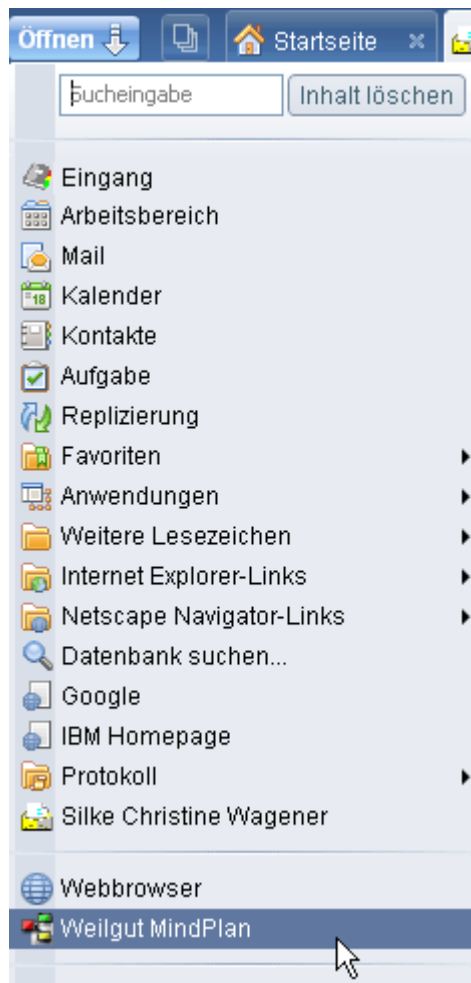 Öffnen
Startseite
Sucheingabe
Inhalt löschen
Eingang
Arbeitsbereich
Mail
18
Kalender
Kontakte
Aufgabe
Replizierung
Favoriten
Anwendungen
Weitere Lesezeichen
Internet Explorer-Links
Netscape Navigator-Links
Datenbank suchen...
Google
IBM Homepage
Protokoll
Silke Christine Wagener
Webbrowser
Weilgut MindPlan